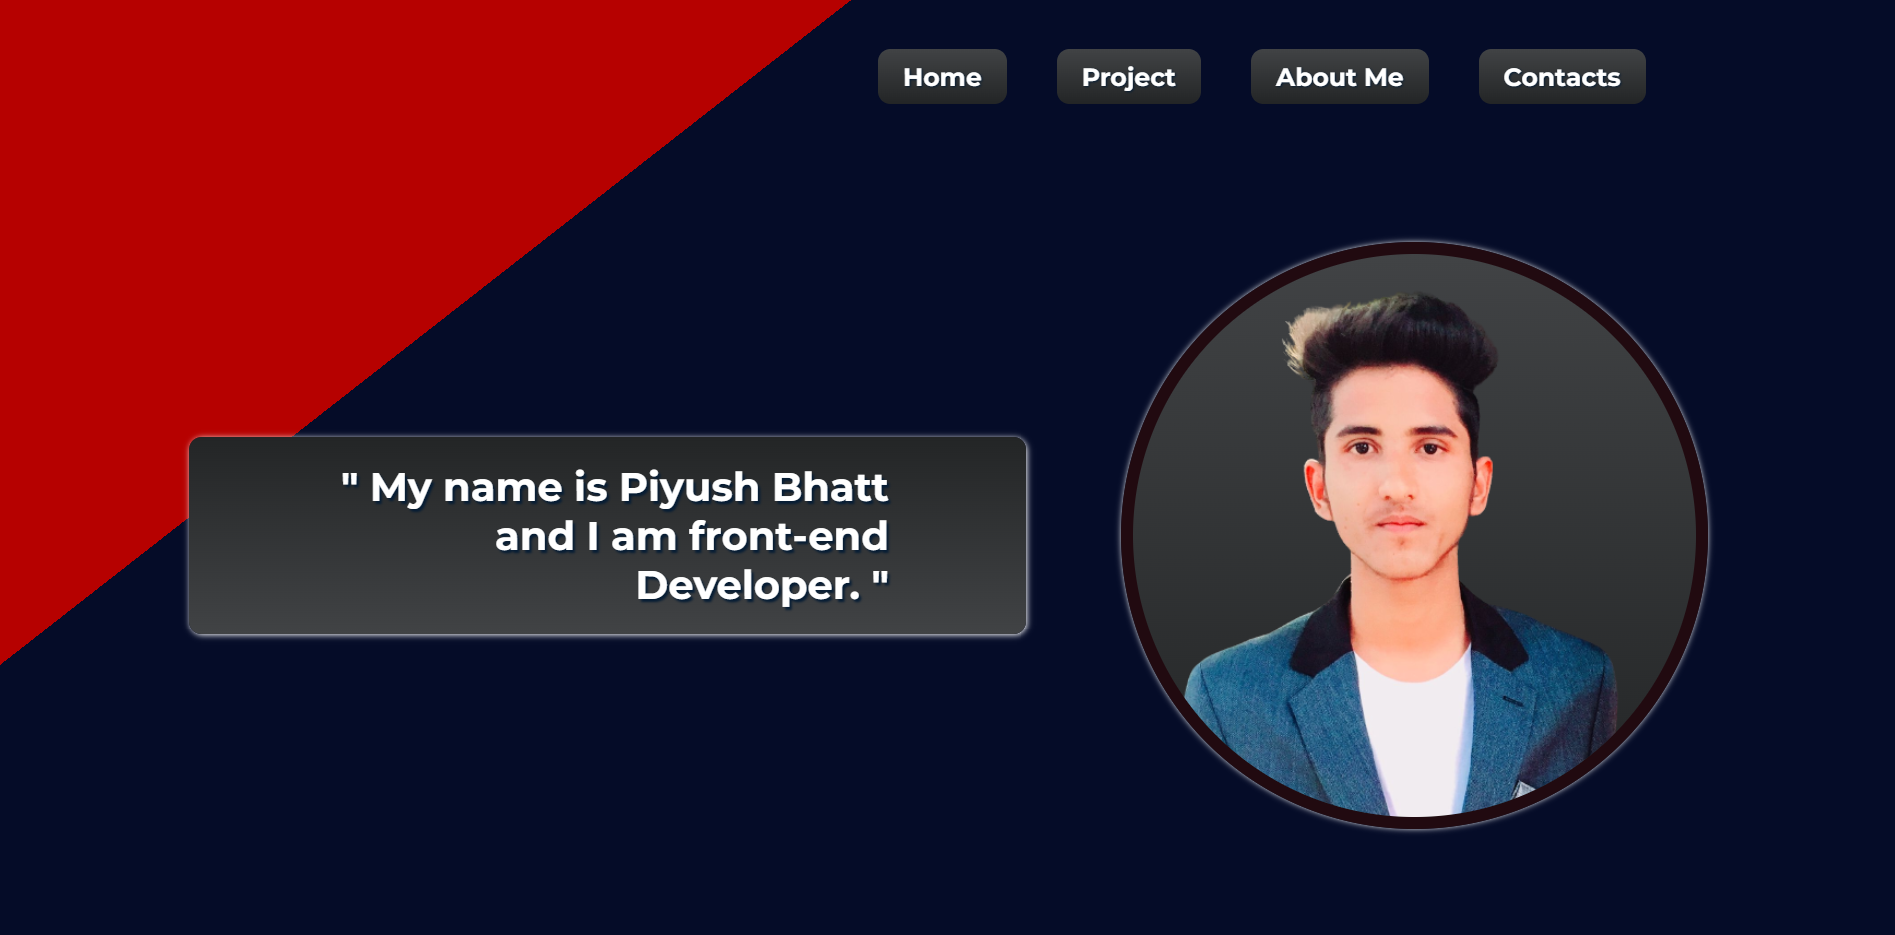 Home
Project
About Me
Contacts
" My name is Piyush Bhatt
and I am front-end
Developer. "